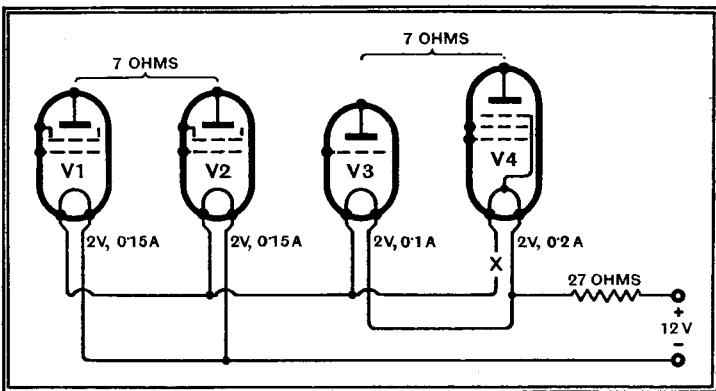 7 OHMS
7 OHMS
V1
V2
V3
V4
2V, 0·15A
2V, 0·15A
2V, 0·1A
2V, 0·2A
X
27 OHMS
+
12V
−